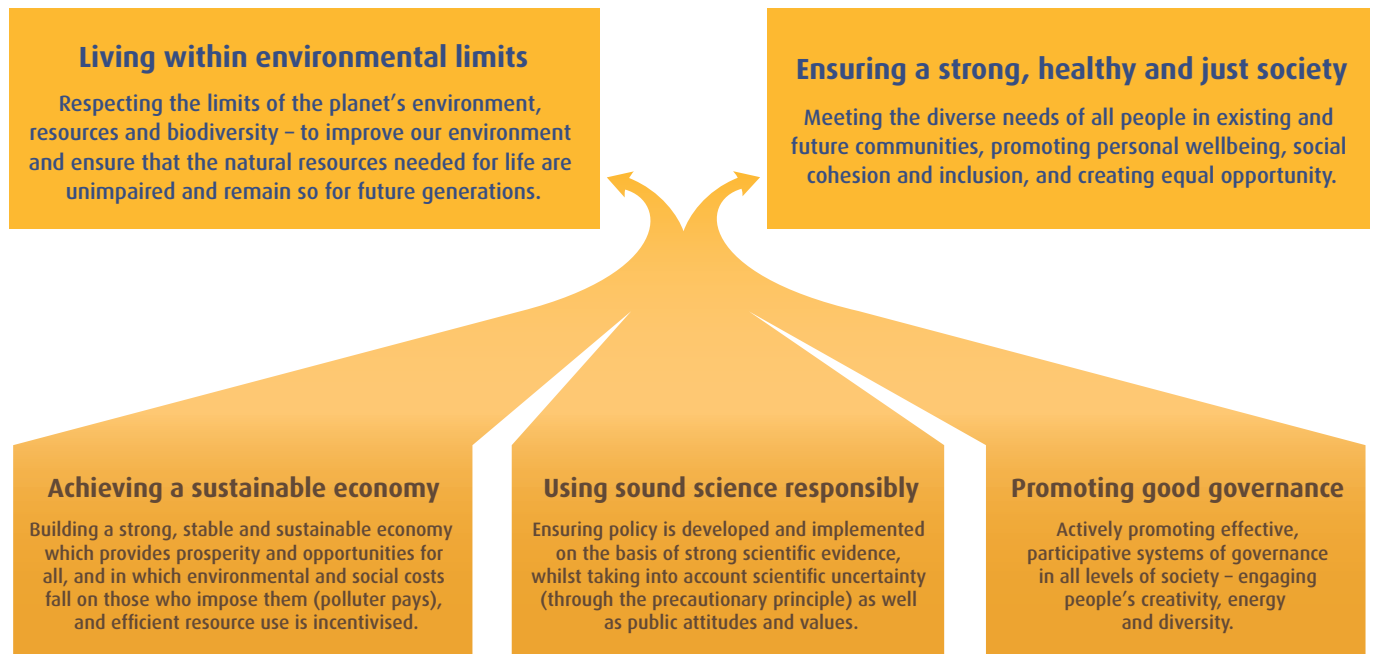 Living within environmental limits
Respecting the limits of the planet’s environment,
resources and biodiversity – to improve our environment
and ensure that the natural resources needed for life are
unimpaired and remain so for future generations.
Ensuring a strong, healthy and just society
Meeting the diverse needs of all people in existing and
future communities, promoting personal wellbeing, social
cohesion and inclusion, and creating equal opportunity.
Achieving a sustainable economy
Building a strong, stable and sustainable economy
which provides prosperity and opportunities for
all, and in which environmental and social costs
fall on those who impose them (polluter pays),
and efficient resource use is incentivised.
Using sound science responsibly
Ensuring policy is developed and implemented
on the basis of strong scientific evidence,
whilst taking into account scientific uncertainty
(through the precautionary principle) as well
as public attitudes and values.
Promoting good governance
Actively promoting effective,
participative systems of governance
in all levels of society – engaging
people’s creativity, energy
and diversity.